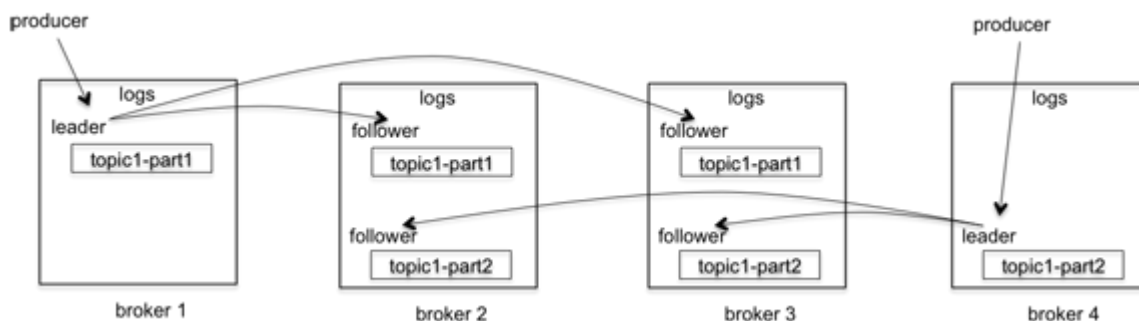 producer
producer
logs
leader
topic1-part1
broker 1
logs
follower
topic1-part1
follower
topic1-part2
broker 2
logs
follower
topic1-part1
follower
topic1-part2
broker 3
logs
leader
topic1-part2
broker 4